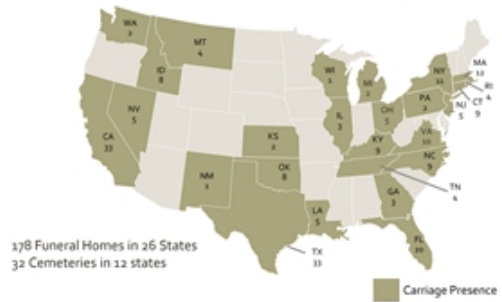 WA
2
MT
4
ID
8
NV
5
CA
33
NM
1
KS
2
OK
8
WI
1
MI
2
IL
3
OH
5
KY
9
LA
5
TX
33
GA
3
FL
TN
4
NC
9
VA
10
PA
2
NY
11
MA
12
RI
4
CT
9
NJ
5
178 Funeral Homes in 26 States
32 Cemeteries in 12 states
Carriage Presence